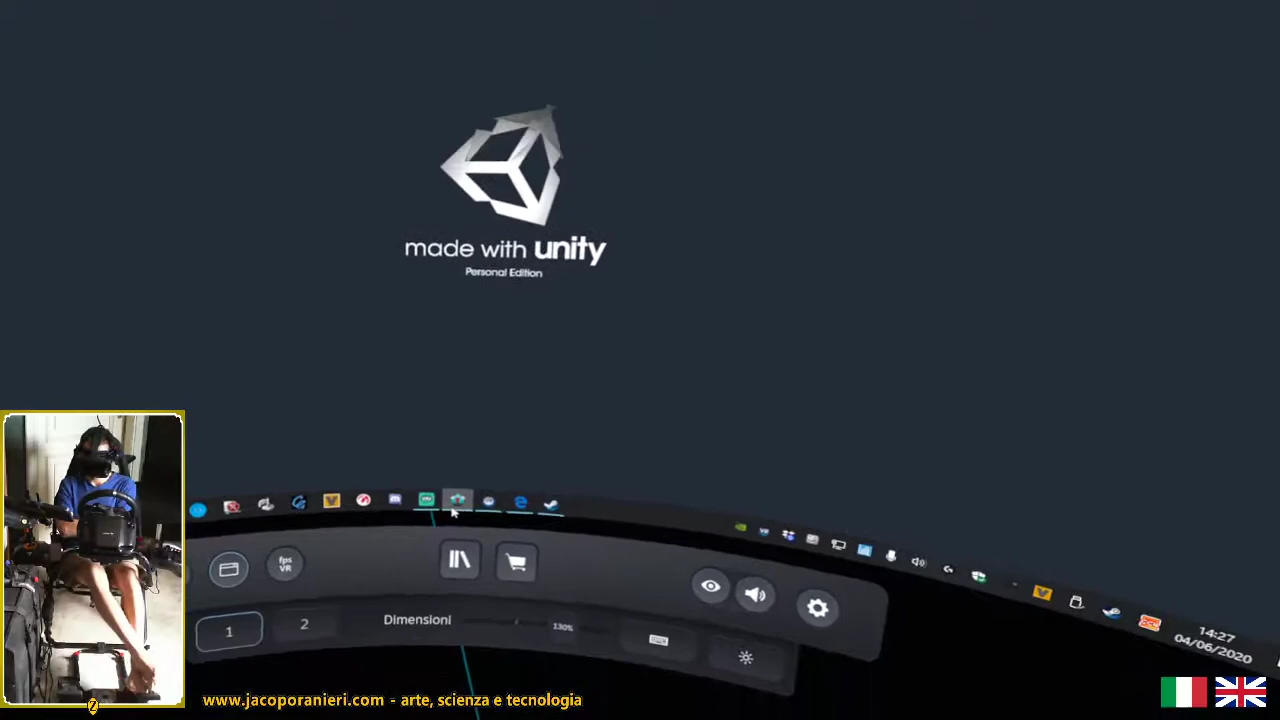 made with unity
Personal Edition
fps
VR
1
2
Dimensioni
130%
14:27
04/06/2020
www.jacoporanieri.com - arte, scienza e tecnologia